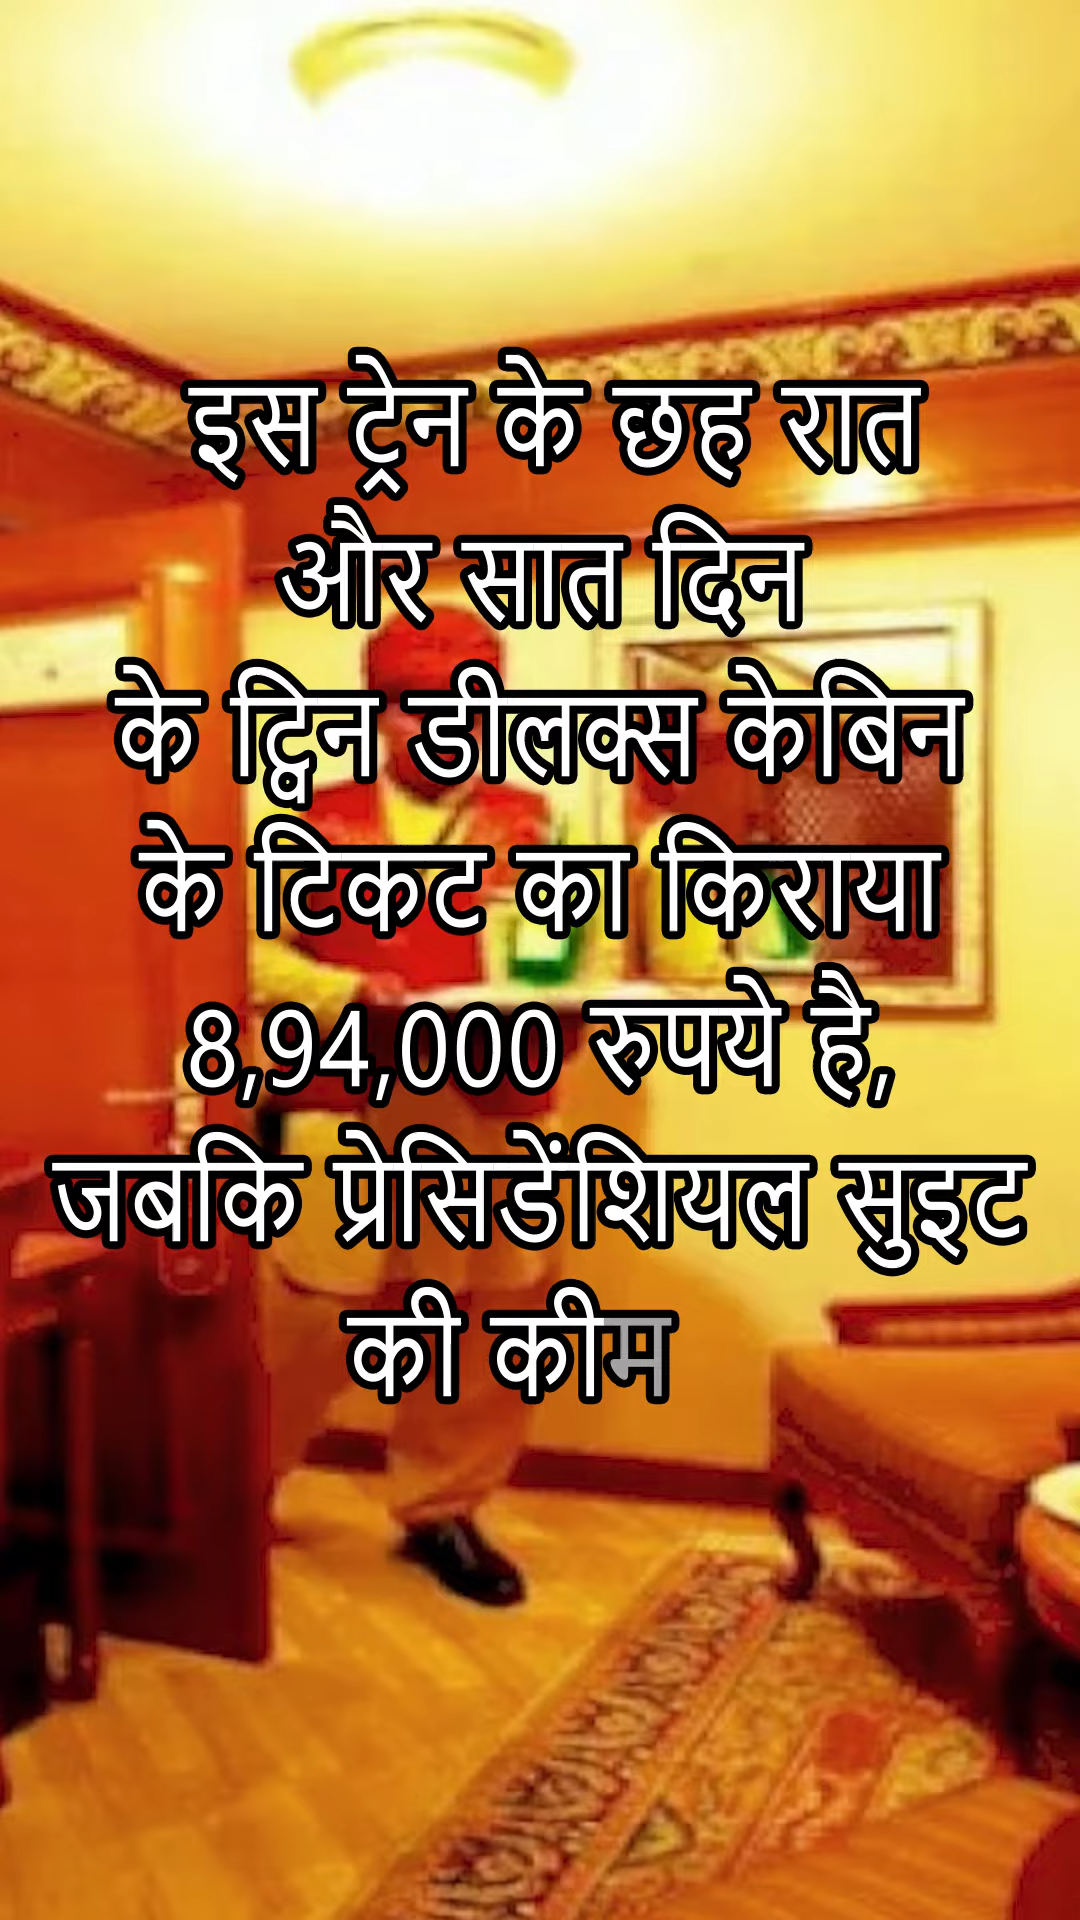 इस ट्रेन के छह रात
और सात दिन
के ट्विन डीलक्स केबिन
के टिकट का किराया
8,94,000 रुपये है,
जबकि प्रेसिडेंशियल सुइट
की कीम